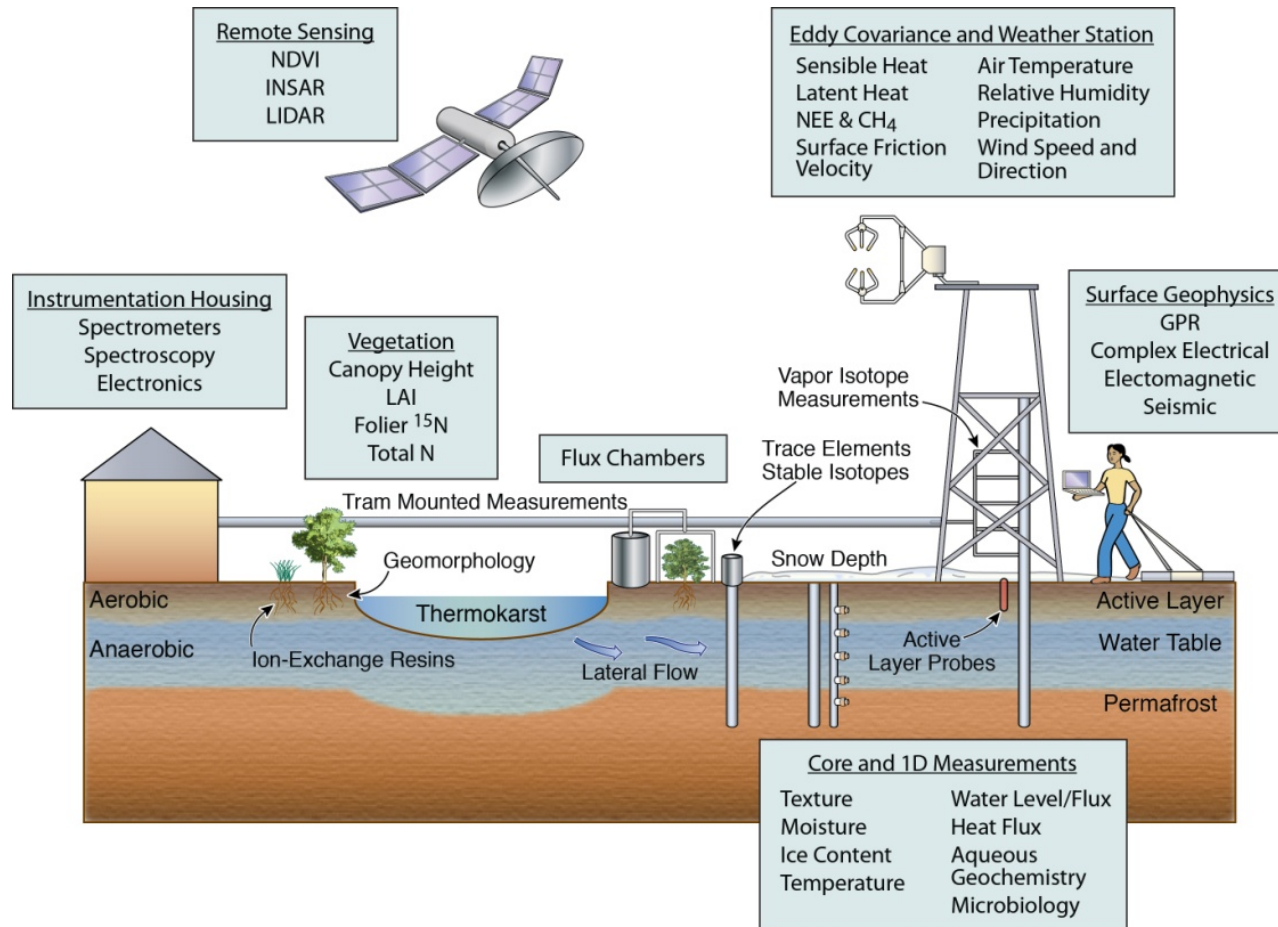 Remote Sensing
NDVI
INSAR
LIDAR
Eddy Covariance and Weather Station
Sensible Heat
Latent Heat
NEE & CH₄
Surface Friction
Velocity
Air Temperature
Relative Humidity
Precipitation
Wind Speed and
Direction
Instrumentation Housing
Spectrometers
Spectroscopy
Electronics
Vegetation
Canopy Height
LAI
Folier ¹⁵N
Total N
Flux Chambers
Surface Geophysics
GPR
Complex Electrical
Electomagnetic
Seismic
Vapor Isotope
Measurements
Trace Elements
Stable Isotopes
Tram Mounted Measurements
Geomorphology
Snow Depth
Aerobic
Thermokarst
Active Layer
Anaerobic
Ion-Exchange Resins
Lateral Flow
Active
Layer Probes
Water Table
Permafrost
Core and 1D Measurements
Texture
Moisture
Ice Content
Temperature
Water Level/Flux
Heat Flux
Aqueous
Geochemistry
Microbiology